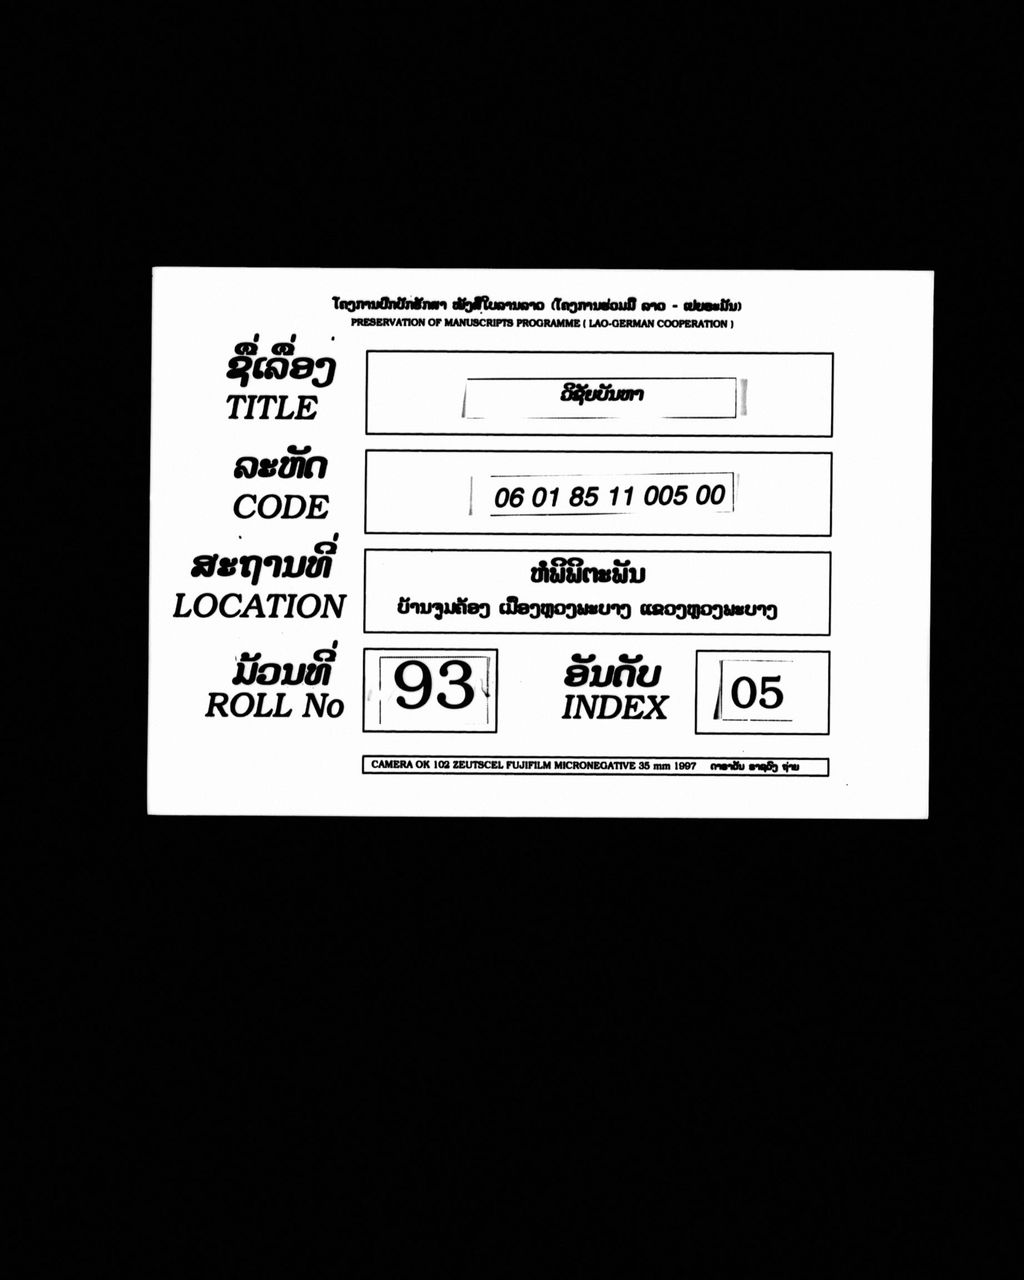 ໂຄງການປົກປັກຮັກສາ ໜັງສືໃບລານລາວ (ໂຄງການຮ່ວມມື ລາວ - ເຢຍລະມັນ)
PRESERVATION OF MANUSCRIPTS PROGRAMME ( LAO-GERMAN COOPERATION )
ຊື່ເລື່ອງ
TITLE
ວິຊັຍບັນຫາ
ລະຫັດ
CODE
06 01 85 11 005 00
ສະຖານທີ່
LOCATION
ຫໍພິພິຕະພັນ
ບ້ານຈູມຄ້ອງ ເມືອງຫຼວງພະບາງ ແຂວງຫຼວງພະບາງ
ມ້ວນທີ່
ROLL No
93
ອັນດັບ
INDEX
05
CAMERA OK 102 ZEUTSCEL FUJIFILM MICRONEGATIVE 35 mm 1997